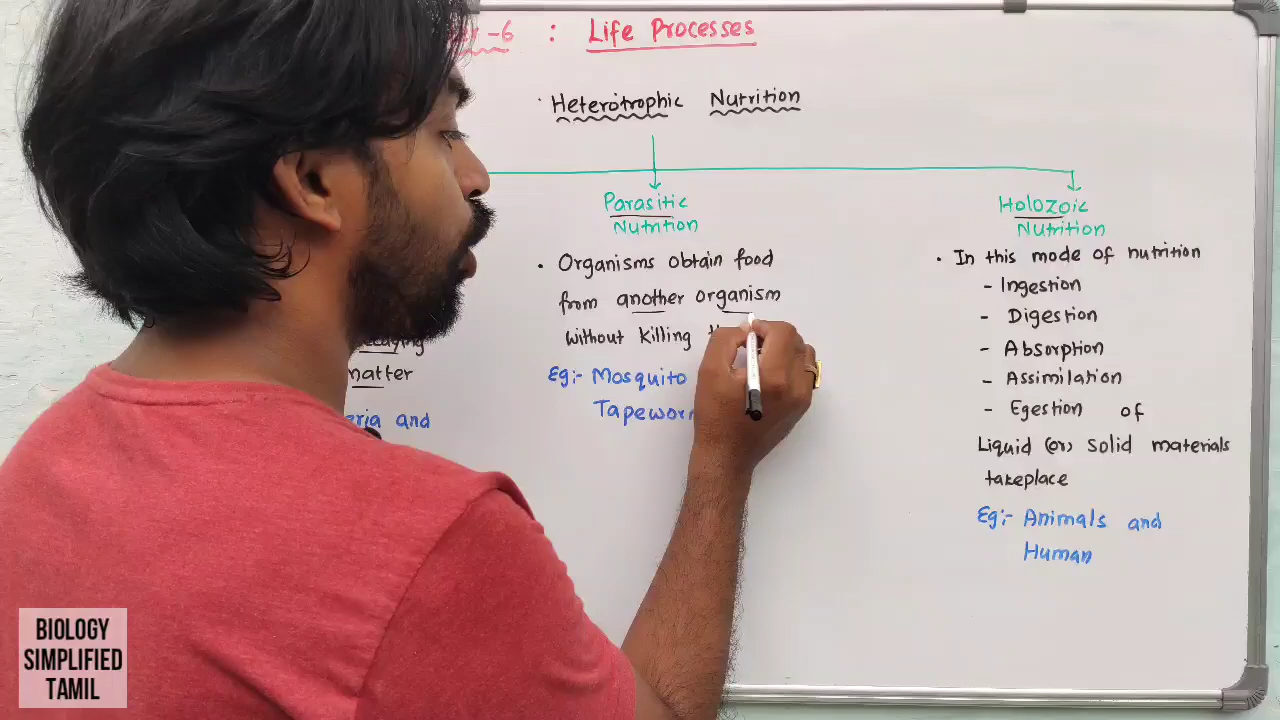 -6 : Life Processes
Heterotrophic Nutrition
matter
and
Parasitic
Nutrition
• Organisms obtain food
from another organism
without killing
Eg:- Mosquito
Holozoic
Nutrition
• In this mode of nutrition
- Ingestion
- Digestion
- Absorption
- Assimilation
- Egestion of
Liquid (or) solid materials
takeplace
Eg:- Animals and
Human
BIOLOGY
SIMPLIFIED
TAMIL